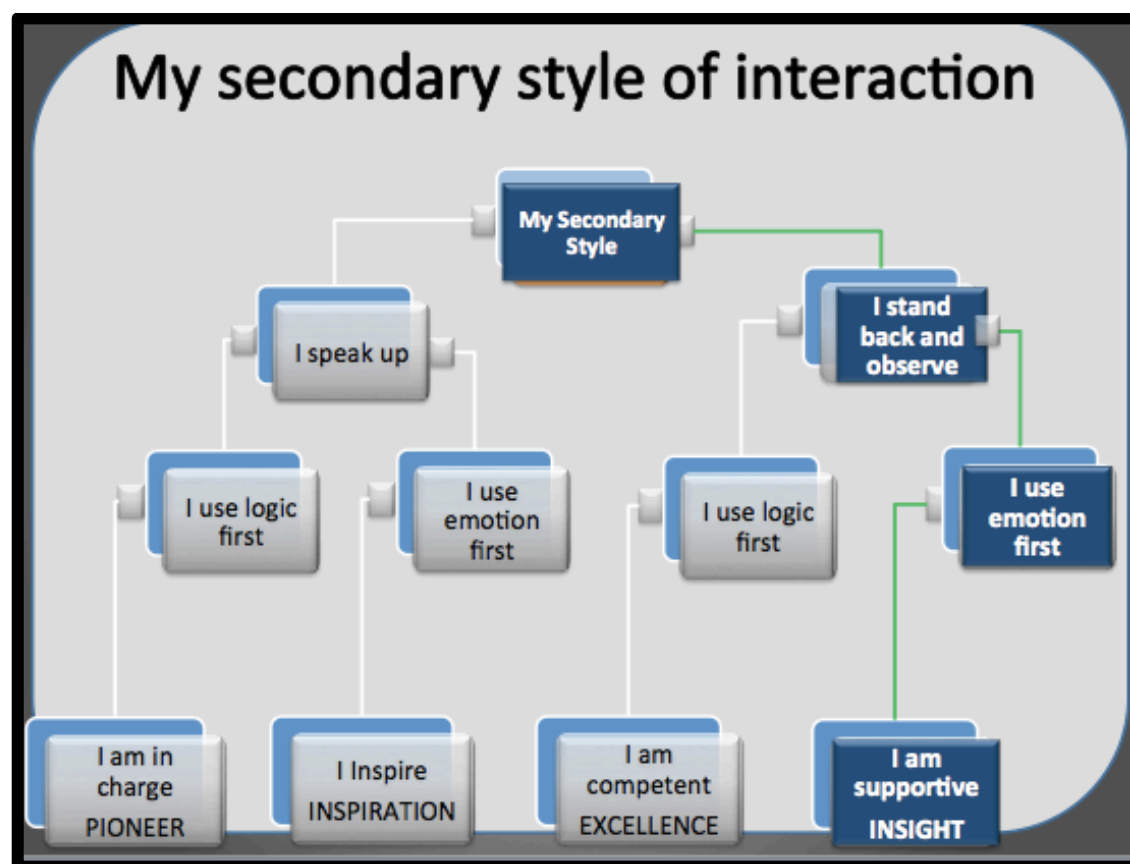 My secondary style of interaction
My Secondary
Style
I speak up
I stand
back and
observe
I use logic
first
I use
emotion
first
I use logic
first
I use
emotion
first
I am in
charge
PIONEER
I Inspire
INSPIRATION
I am
competent
EXCELLENCE
I am
supportive
INSIGHT